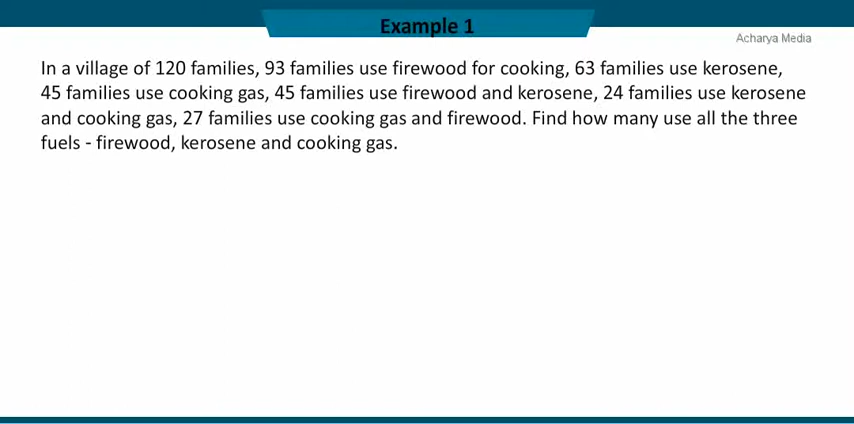 Example 1
Acharya Media
In a village of 120 families, 93 families use firewood for cooking, 63 families use kerosene,
45 families use cooking gas, 45 families use firewood and kerosene, 24 families use kerosene
and cooking gas, 27 families use cooking gas and firewood. Find how many use all the three
fuels - firewood, kerosene and cooking gas.